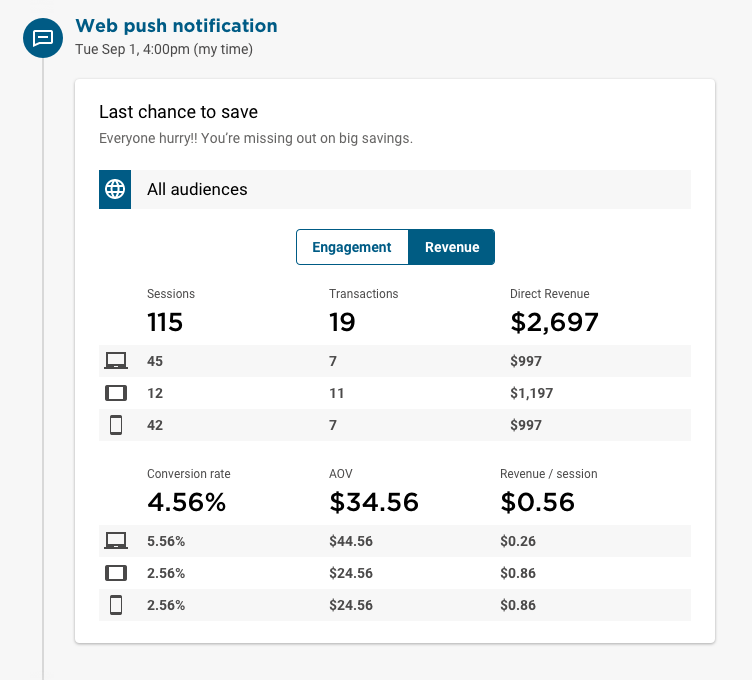 Web push notification
Tue Sep 1, 4:00pm (my time)
Last chance to save
Everyone hurry!! You’re missing out on big savings.
All audiences
Engagement Revenue
Sessions Transactions Direct Revenue
115 19 $2,697
45 7 $997
12 11 $1,197
42 7 $997
Conversion rate AOV Revenue / session
4.56% $34.56 $0.56
5.56% $44.56 $0.26
2.56% $24.56 $0.86
2.56% $24.56 $0.86